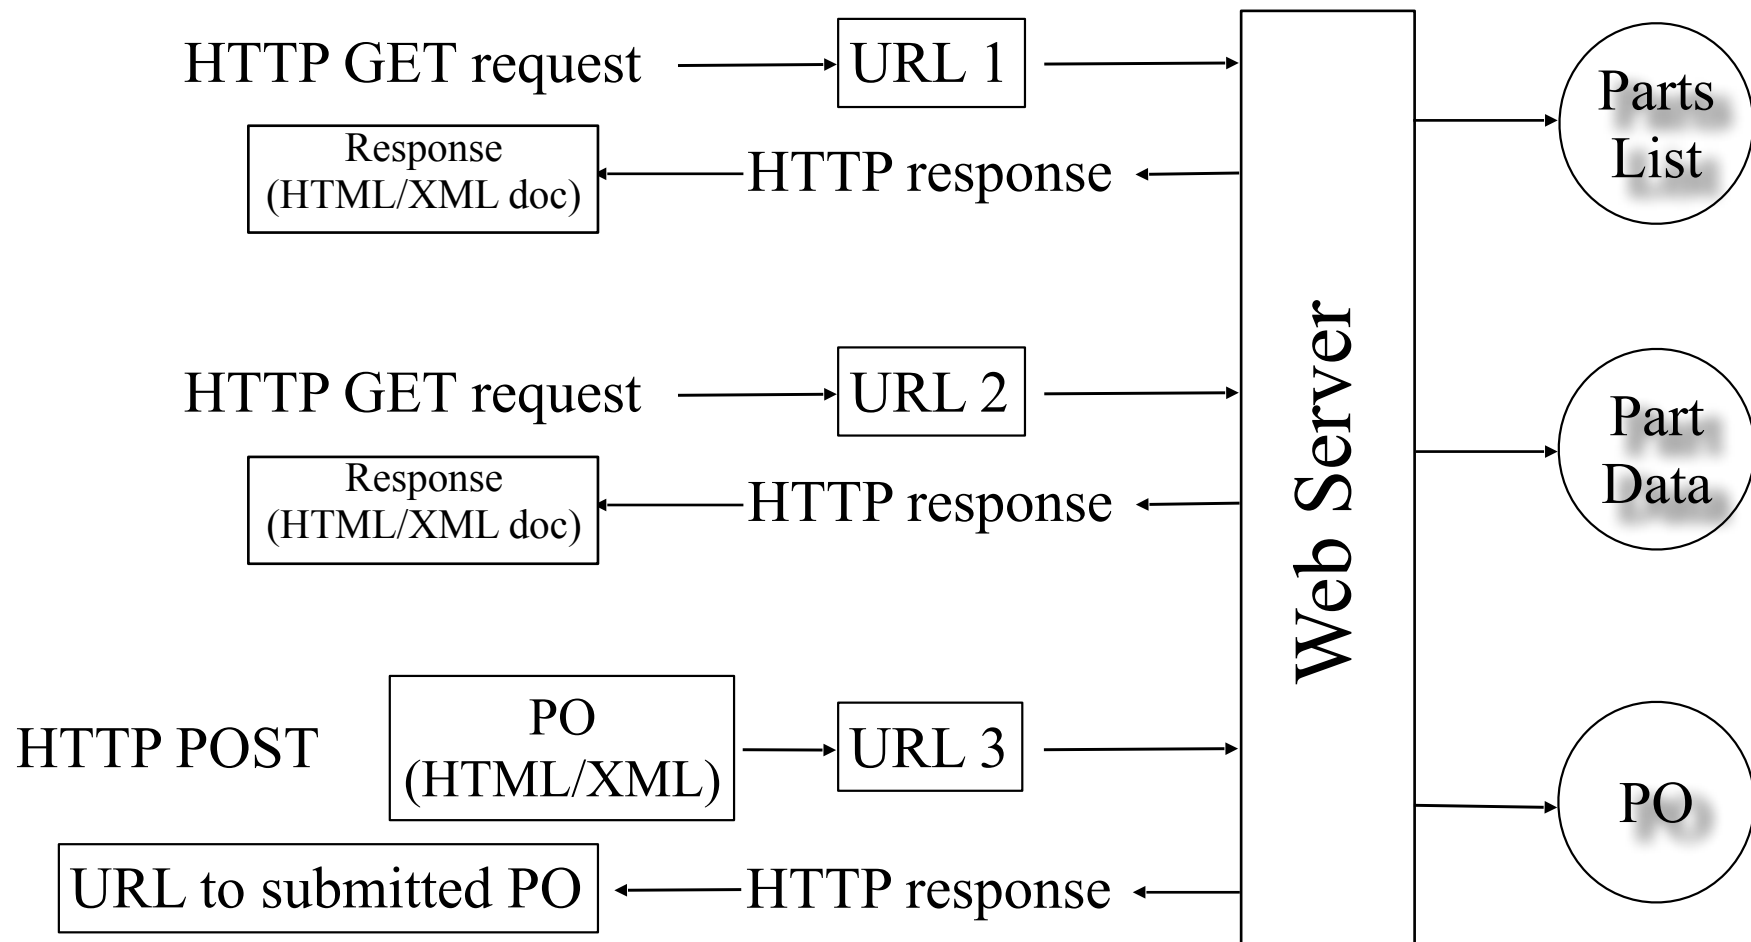 HTTP GET request
URL 1
Response
(HTML/XML doc)
HTTP response
Parts
List
HTTP GET request
URL 2
Response
(HTML/XML doc)
HTTP response
Part
Data
Web Server
HTTP POST
PO
(HTML/XML)
URL 3
PO
URL to submitted PO
HTTP response